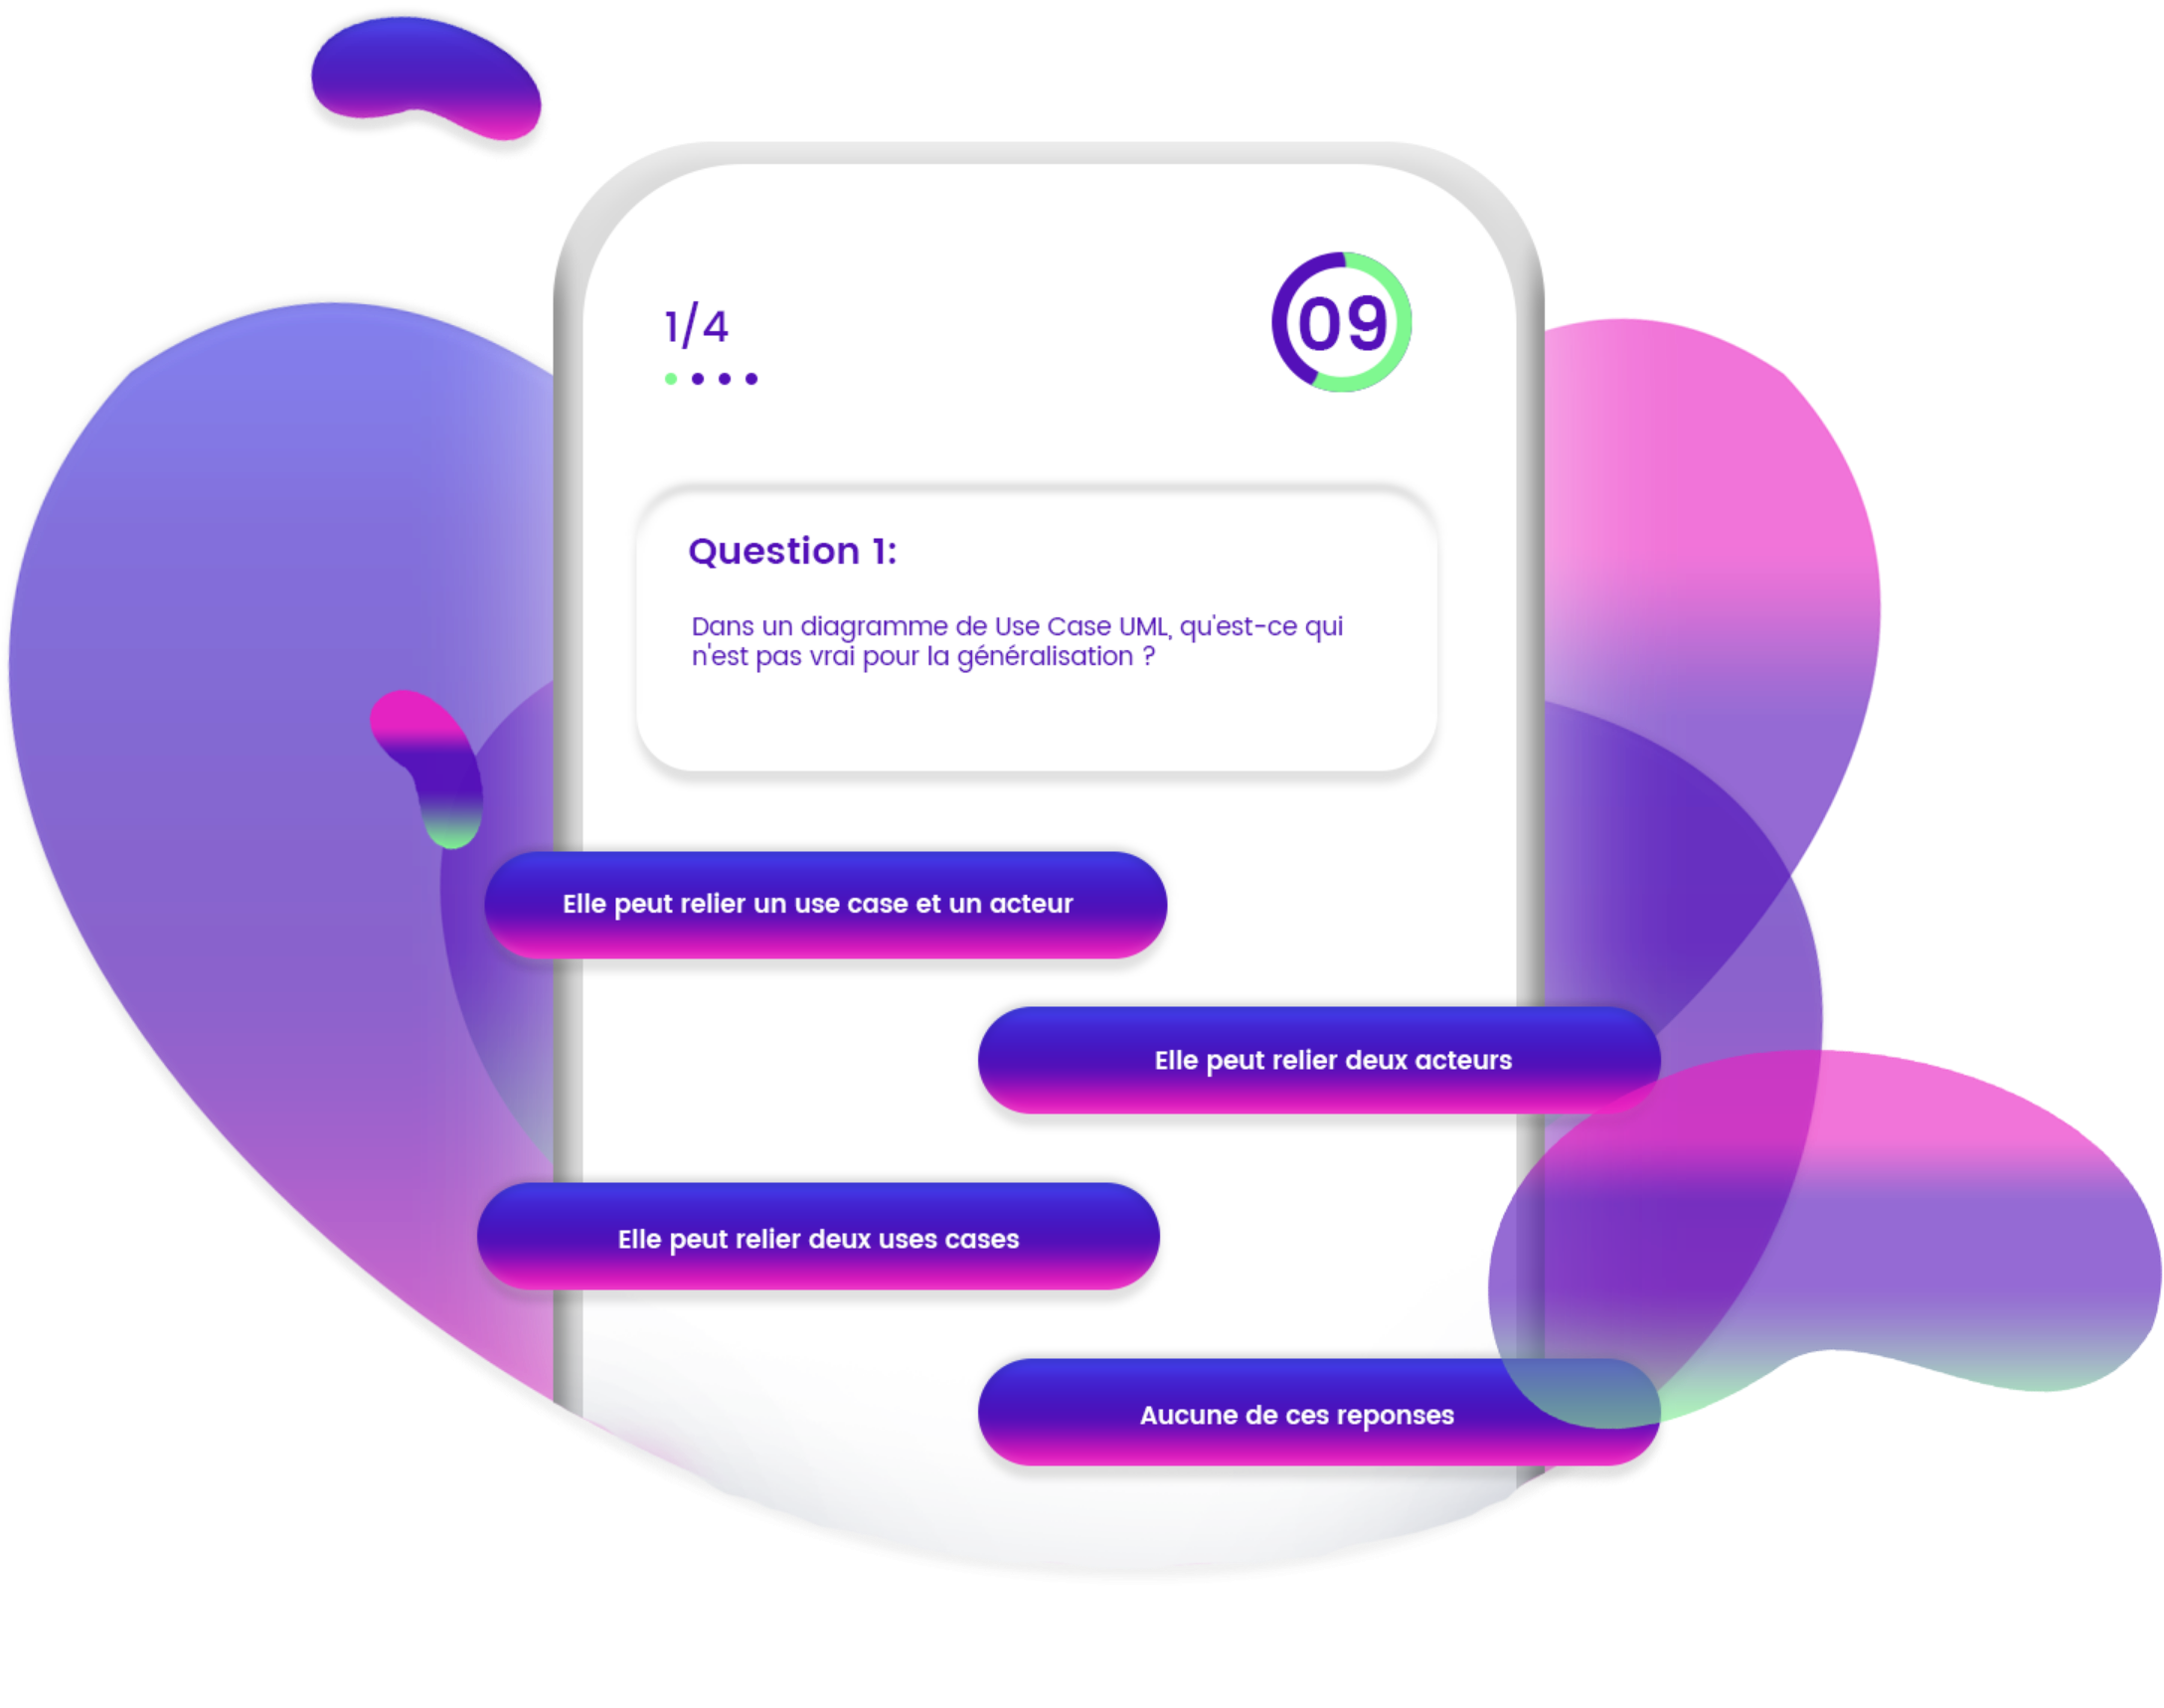 1/4
09
Question 1:
Dans un diagramme de Use Case UML, qu'est-ce qui
n'est pas vrai pour la généralisation ?
Elle peut relier un use case et un acteur
Elle peut relier deux acteurs
Elle peut relier deux uses cases
Aucune de ces reponses